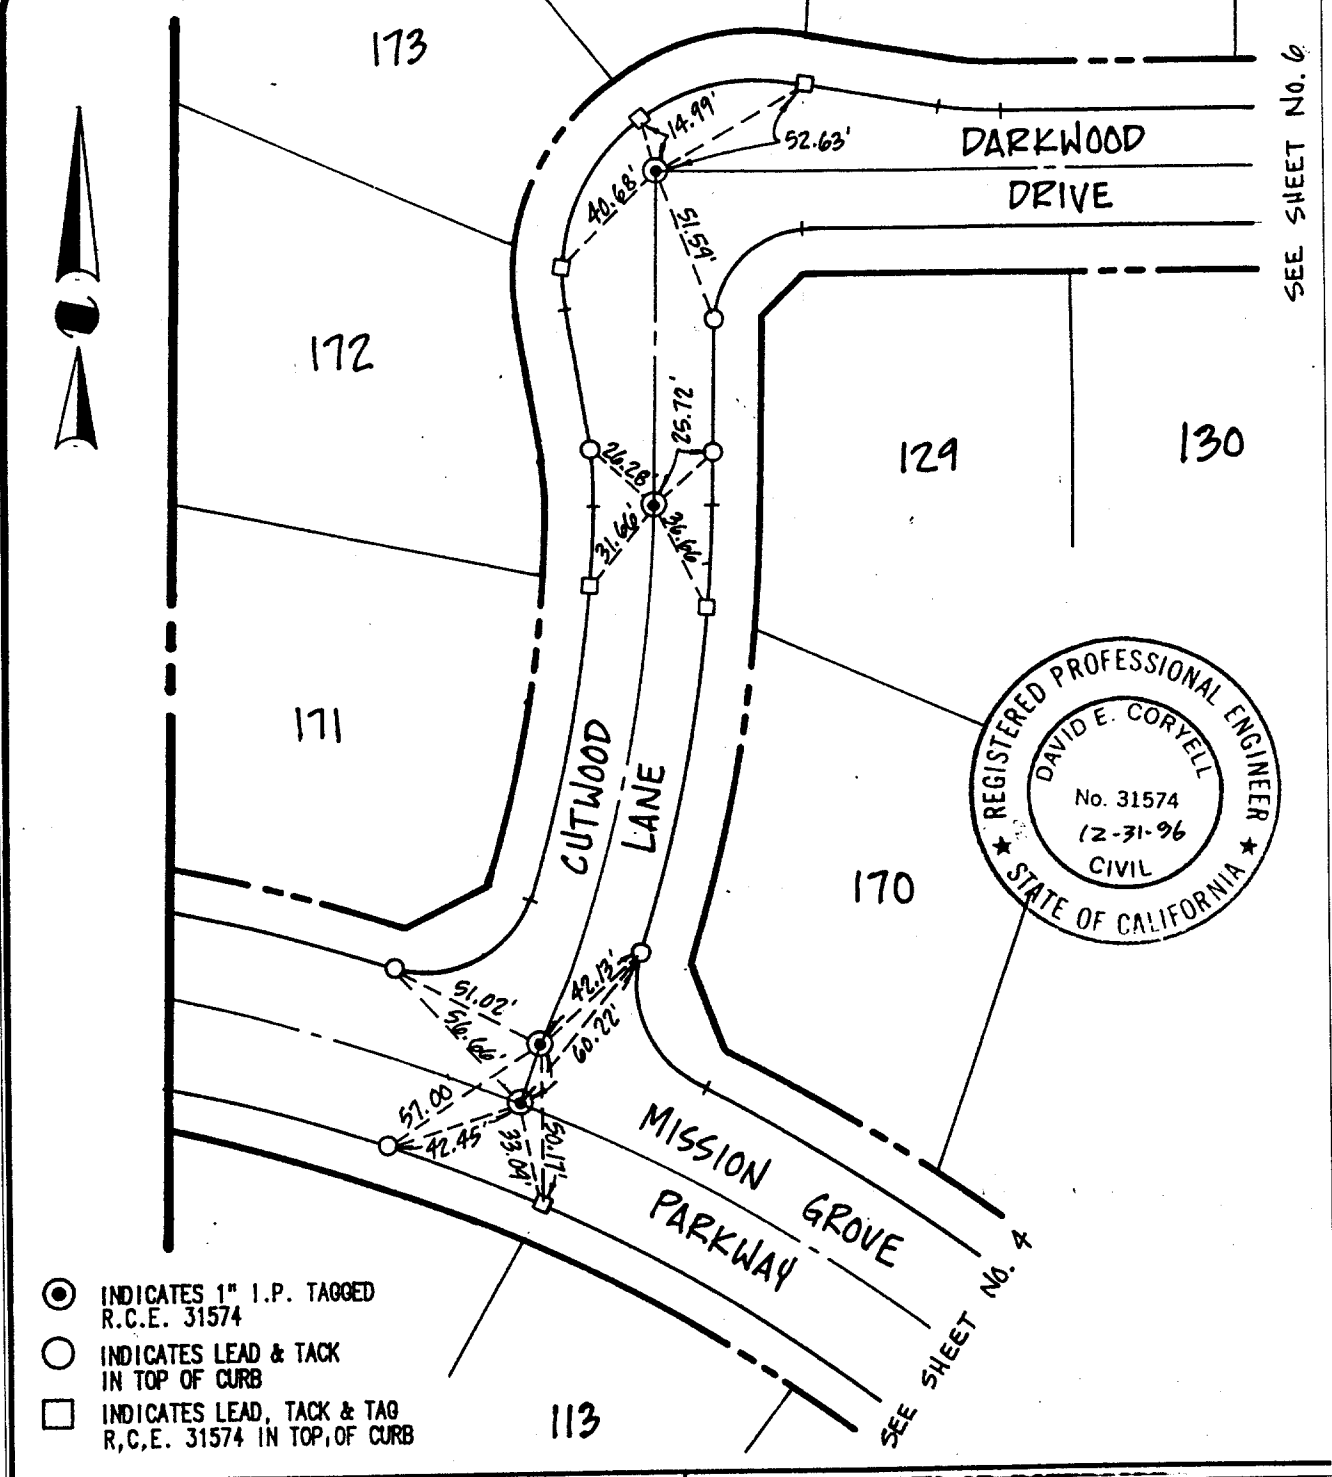 173
14.99'
52.63'
DARKWOOD
DRIVE
SEE SHEET NO. 6
40.68'
51.59'
172
25.72'
26.28'
129
130
31.66'
36.66'
171
CUTWOOD
LANE
REGISTERED PROFESSIONAL ENGINEER
DAVID E. CORYELL
No. 31574
12-31-96
CIVIL
★ STATE OF CALIFORNIA ★
170
51.02'
42.13'
56.66'
60.22'
57.00'
42.45'
33.09'
50.17'
MISSION GROVE
PARKWAY
SEE SHEET No. 4
INDICATES 1" I.P. TAGGED
R.C.E. 31574
INDICATES LEAD & TACK
IN TOP OF CURB
INDICATES LEAD, TACK & TAG
R,C,E. 31574 IN TOP,OF CURB
113